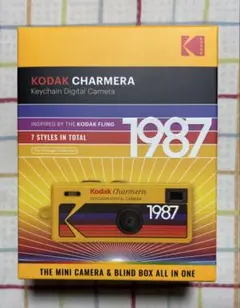 KODAK CHARMERA
Keychain Digital Camera
INSPIRED BY THE KODAK FLING
7 STYLES IN TOTAL
1987
Kodak Charmera
KEYCHAIN DIGITAL CAMERA
1987
THE MINI CAMERA & BLIND BOX ALL IN ONE